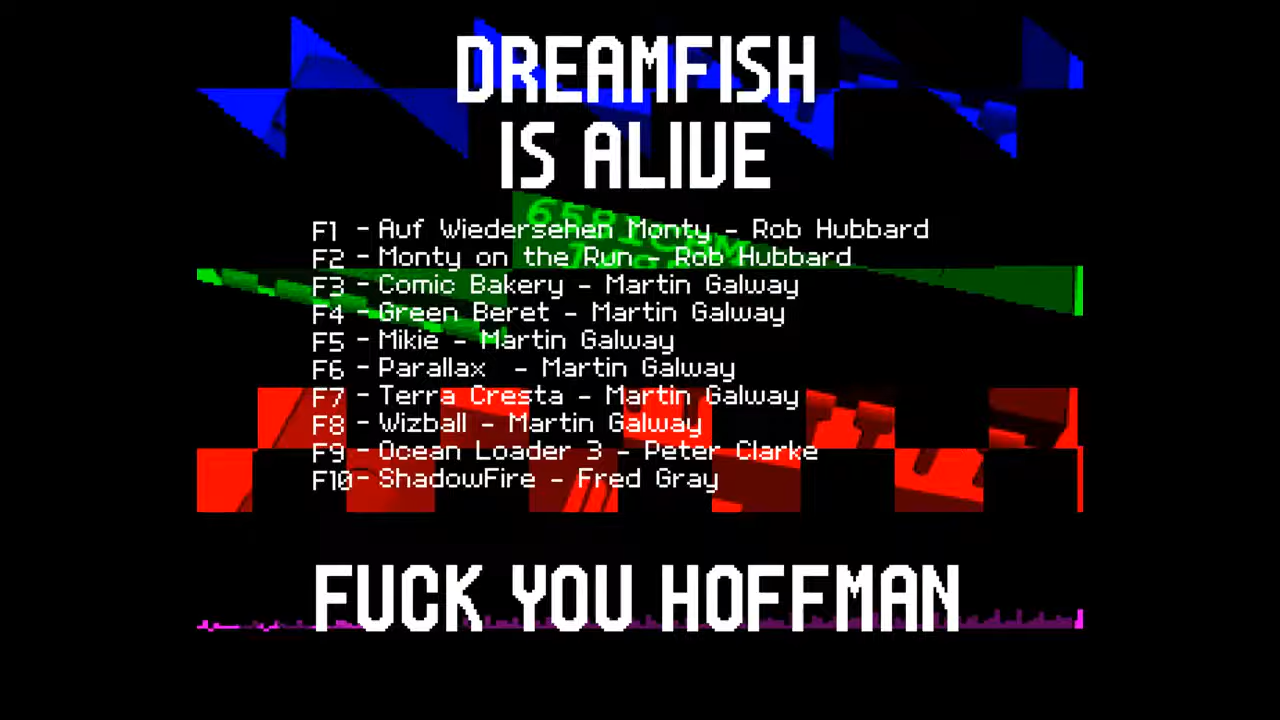 DREAMFISH
IS ALIVE
F1 - Auf Wiedersehen Monty - Rob Hubbard
F2 - Monty on the Run - Rob Hubbard
F3 - Comic Bakery - Martin Galway
F4 - Green Beret - Martin Galway
F5 - Mikie - Martin Galway
F6 - Parallax - Martin Galway
F7 - Terra Cresta - Martin Galway
F8 - Wizball - Martin Galway
F9 - Ocean Loader 3 - Peter Clarke
F10- ShadowFire - Fred Gray
FUCK YOU HOFFMAN